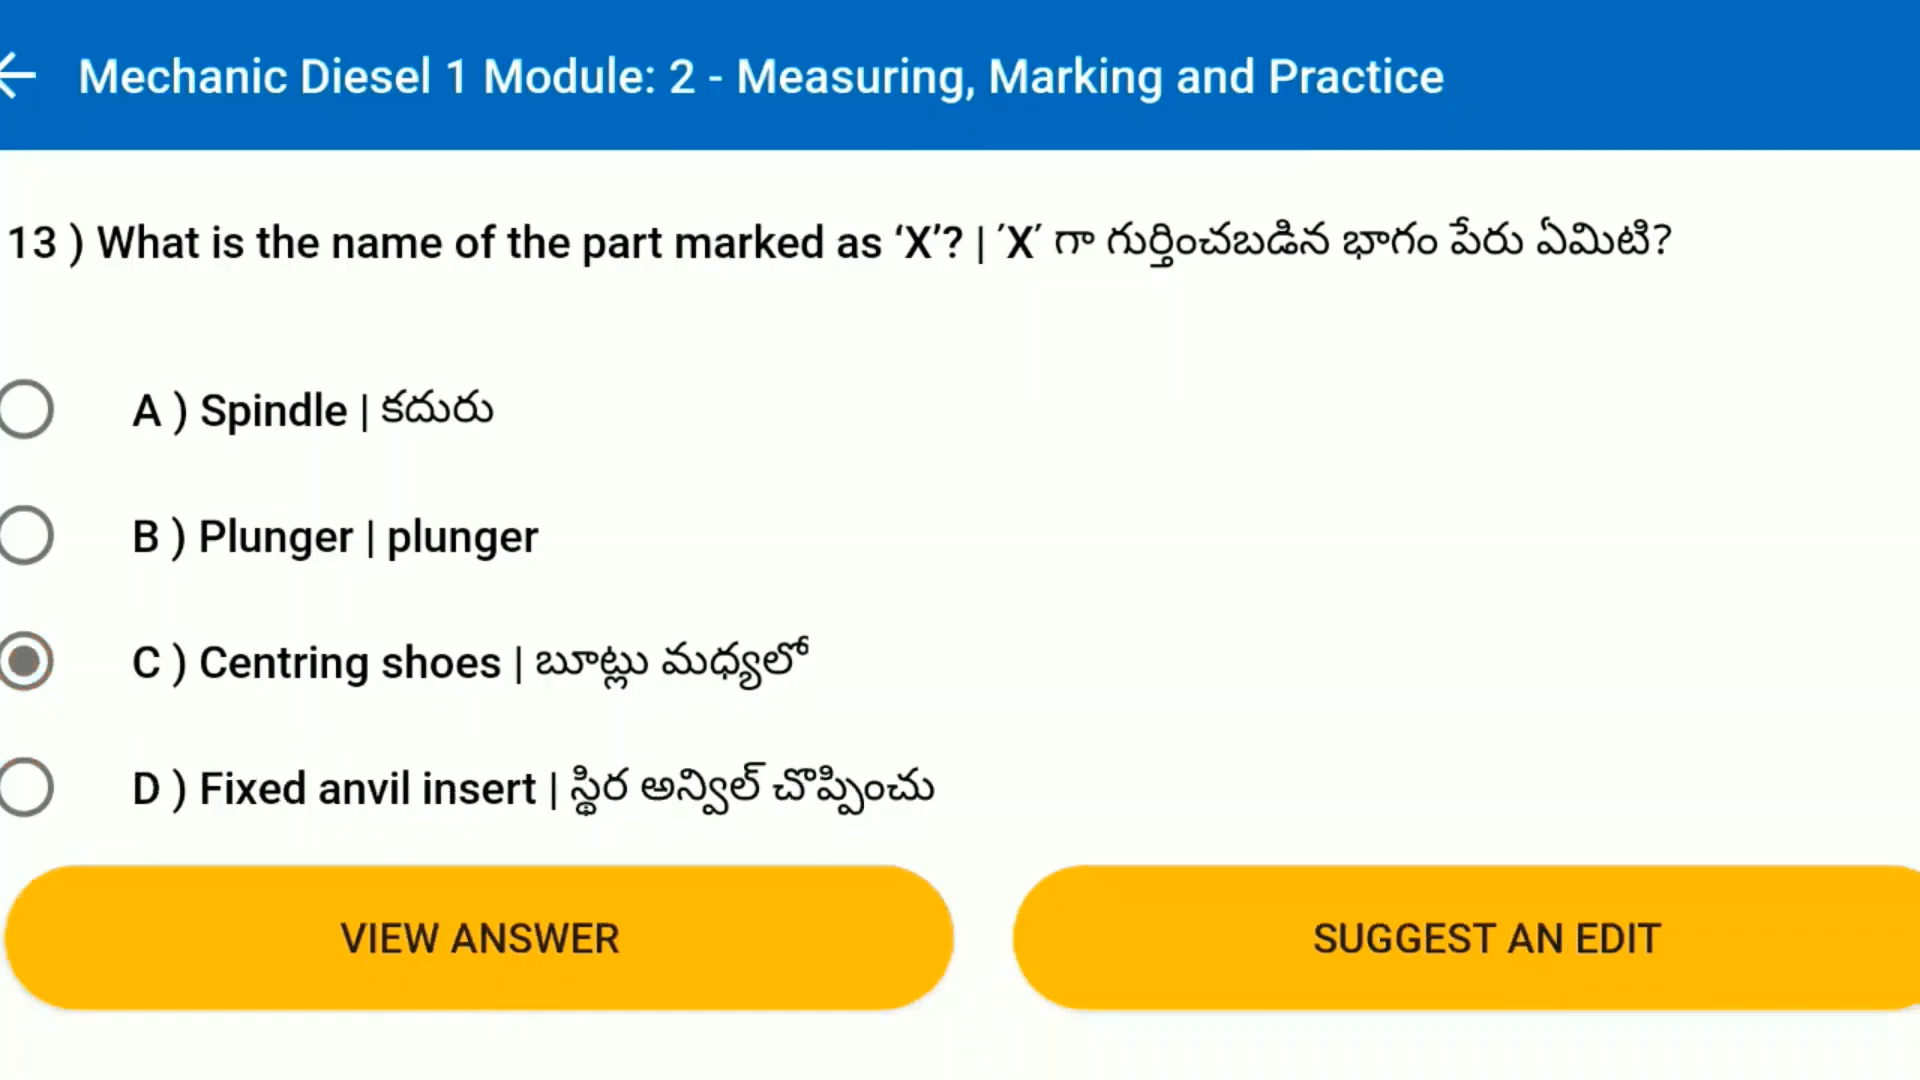 Mechanic Diesel 1 Module: 2 - Measuring, Marking and Practice
13 ) What is the name of the part marked as ‘X’? | ′X′ గా గుర్తించబడిన భాగం పేరు ఏమిటి?
A ) Spindle | కదురు
B ) Plunger | plunger
C ) Centring shoes | బూట్లు మధ్యలో
D ) Fixed anvil insert | స్థిర అన్విల్ చొప్పించు
VIEW ANSWER
SUGGEST AN EDIT